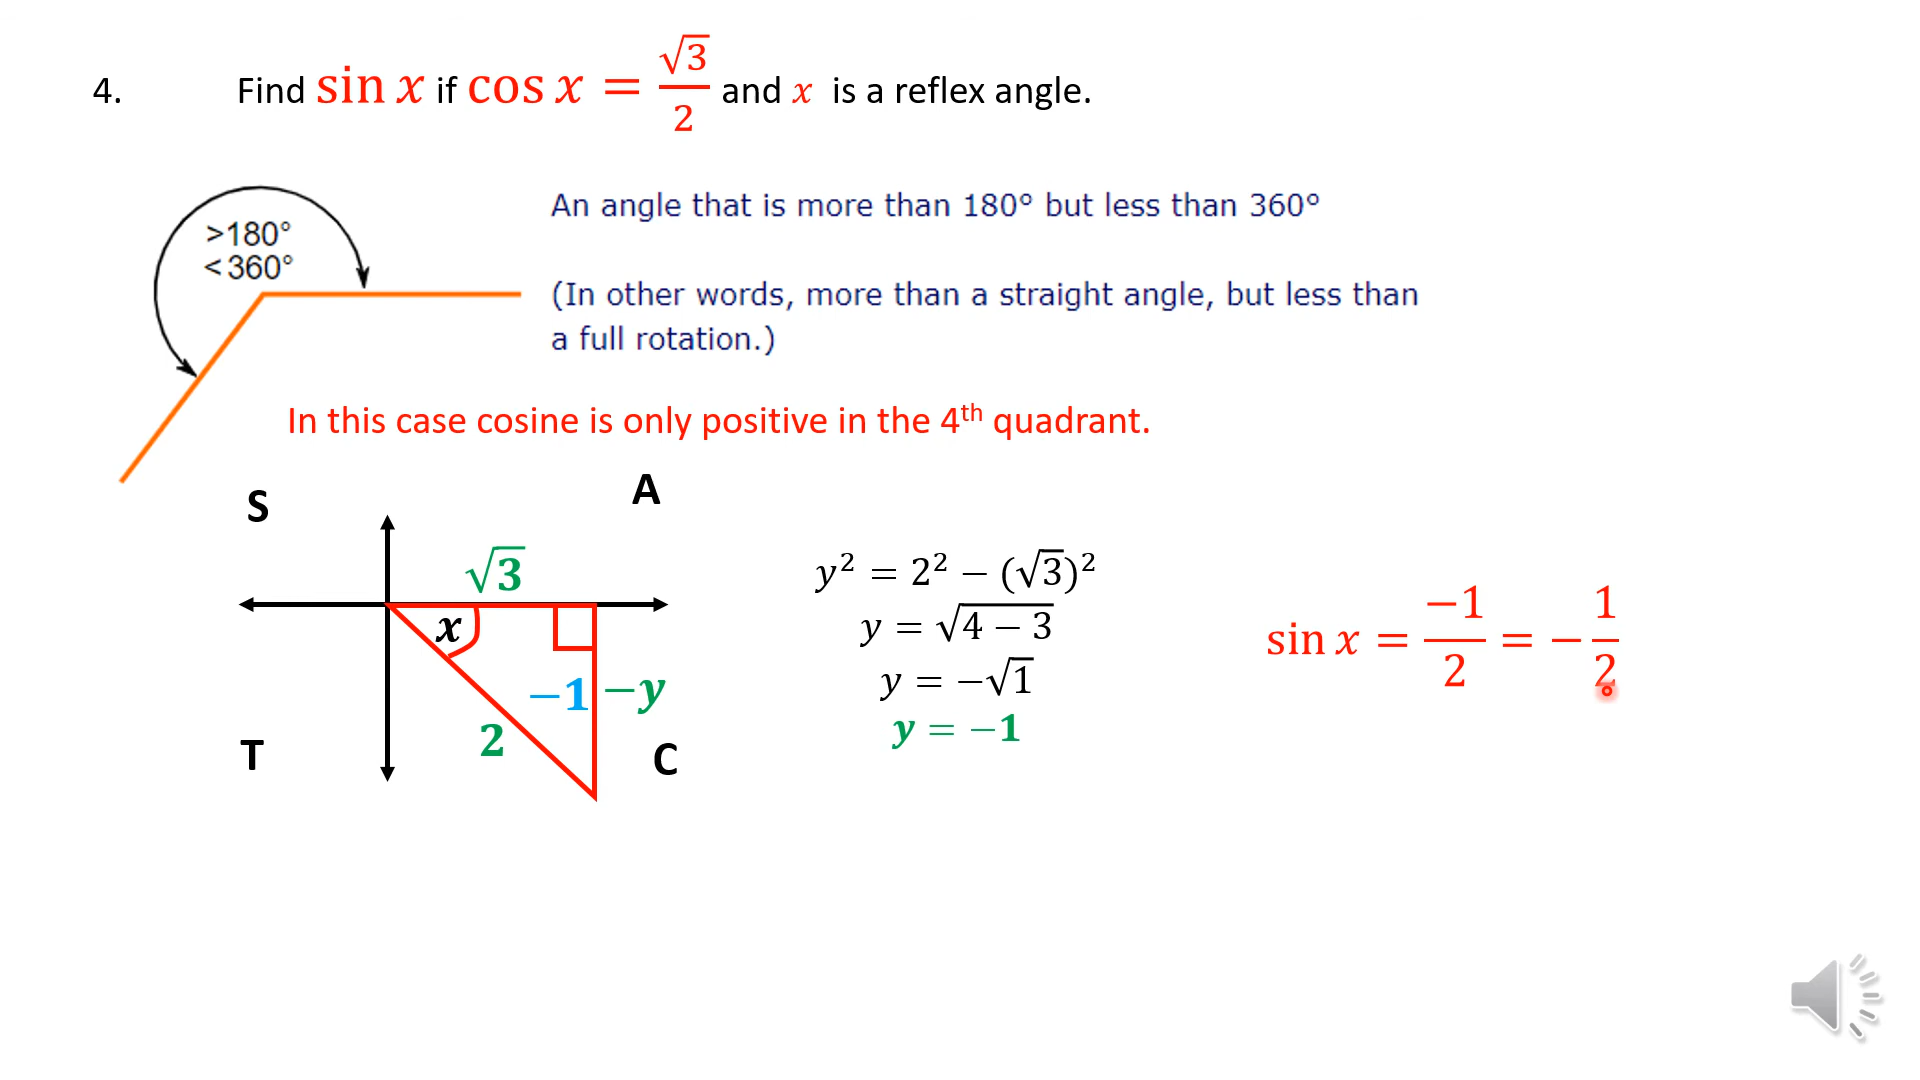 4. Find sin x if cos x = √3/2 and x is a reflex angle.
>180°
<360°
An angle that is more than 180° but less than 360°
(In other words, more than a straight angle, but less than
a full rotation.)
In this case cosine is only positive in the 4th quadrant.
S
A
√3
x
−1
−y
2
T
C
y² = 2² − (√3)²
y = √4 − 3
y = −√1
y = −1
sin x = −1/2 = −1/2